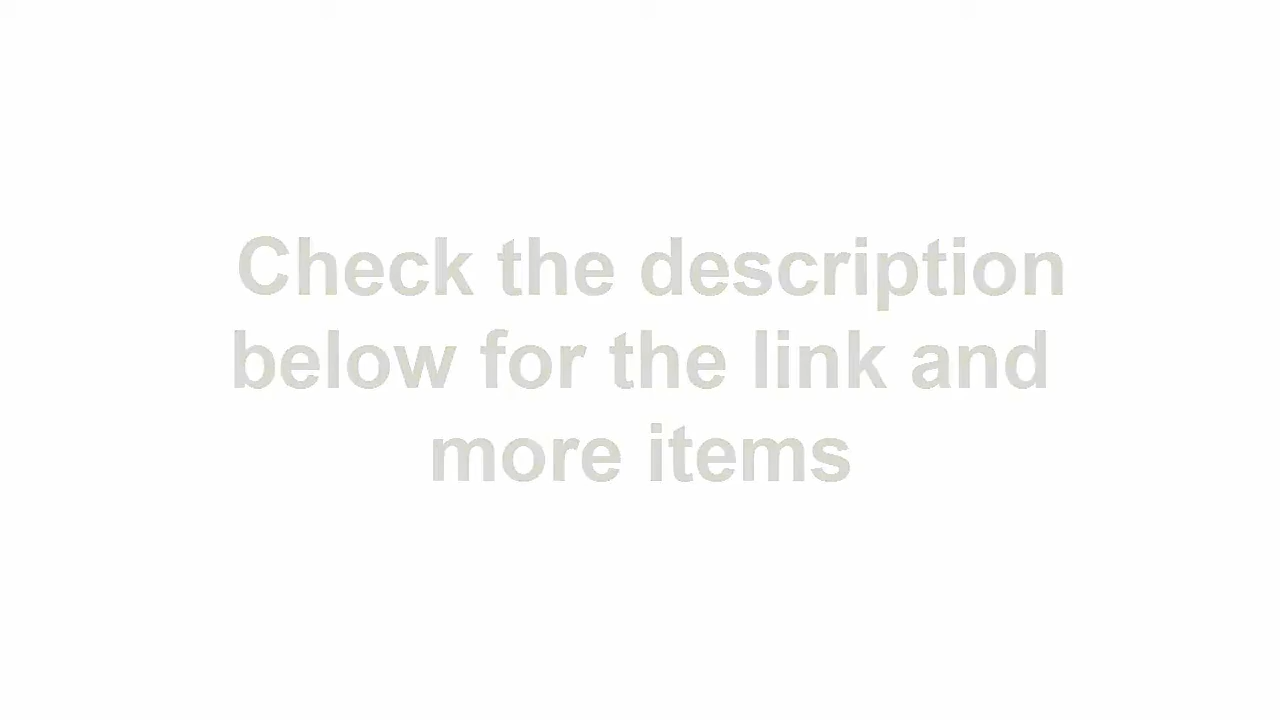 Check the description
below for the link and
more items